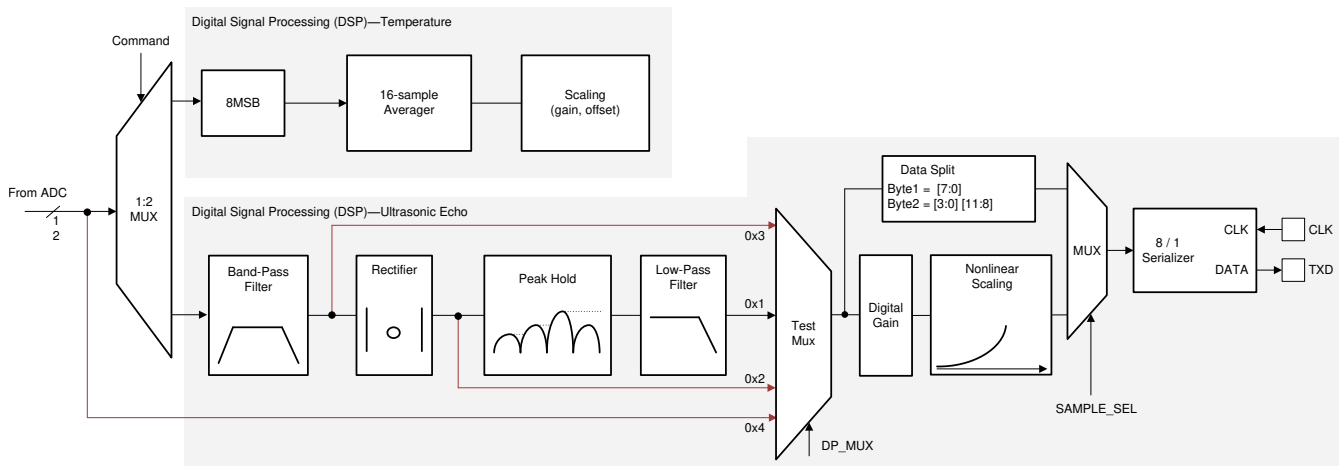 Digital Signal Processing (DSP)—Temperature
Command
8MSB
16-sample
Averager
Scaling
(gain, offset)
From ADC
1
2
1:2
MUX
Digital Signal Processing (DSP)—Ultrasonic Echo
Band-Pass
Filter
Rectifier
Peak Hold
Low-Pass
Filter
0x3
0x1
0x2
0x4
Test
Mux
DP_MUX
Data Split
Byte1 = [7:0]
Byte2 = [3:0] [11:8]
Digital
Gain
Nonlinear
Scaling
MUX
SAMPLE_SEL
8 / 1
Serializer
CLK
DATA
CLK
TXD